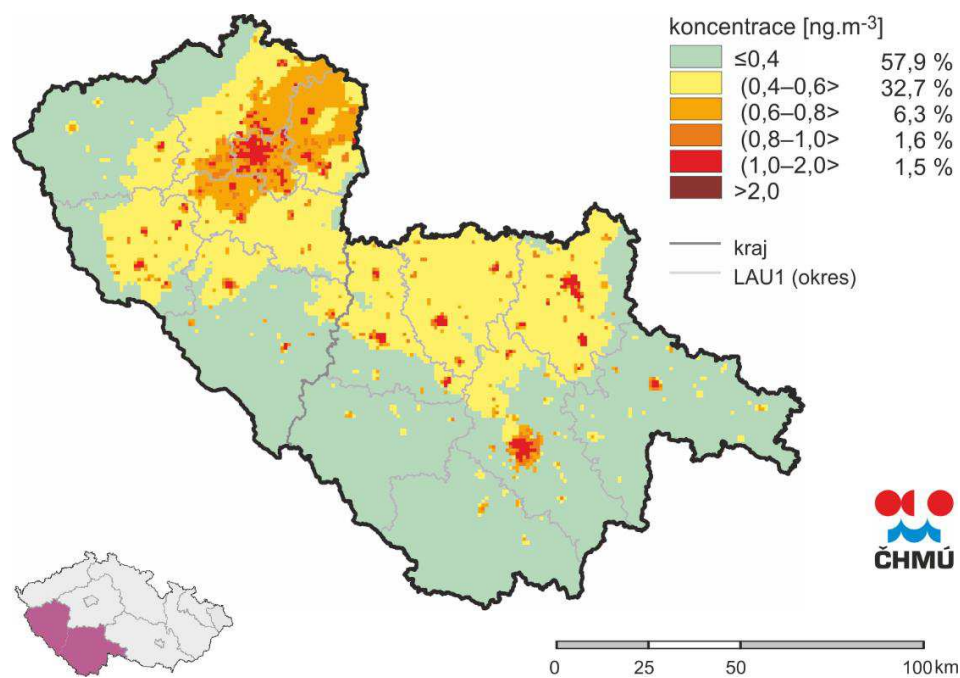 koncentrace [ng.m-3]
≤0,4 57,9 %
(0,4–0,6> 32,7 %
(0,6–0,8> 6,3 %
(0,8–1,0> 1,6 %
(1,0–2,0> 1,5 %
>2,0
kraj
LAU1 (okres)
ČHMÚ
0 25 50 100 km